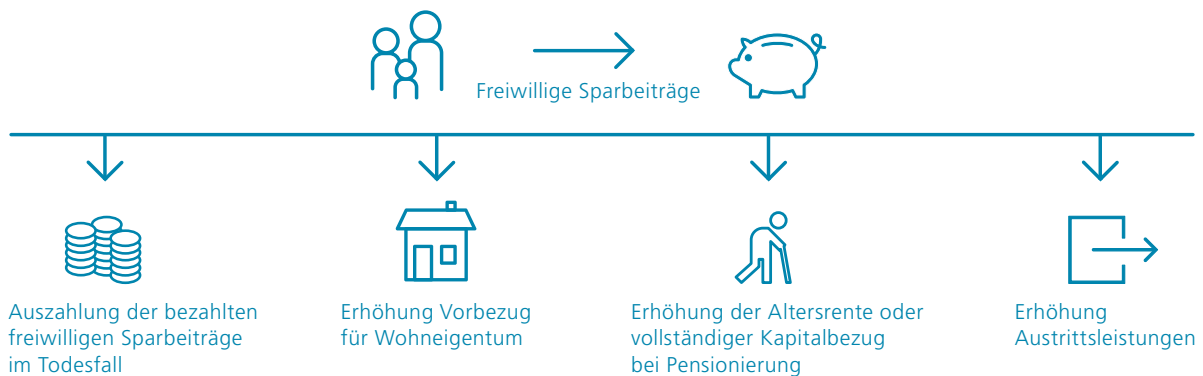 Freiwillige Sparbeiträge
Auszahlung der bezahlten
freiwilligen Sparbeiträge
im Todesfall
Erhöhung Vorbezug
für Wohneigentum
Erhöhung der Altersrente oder
vollständiger Kapitalbezug
bei Pensionierung
Erhöhung
Austrittsleistungen